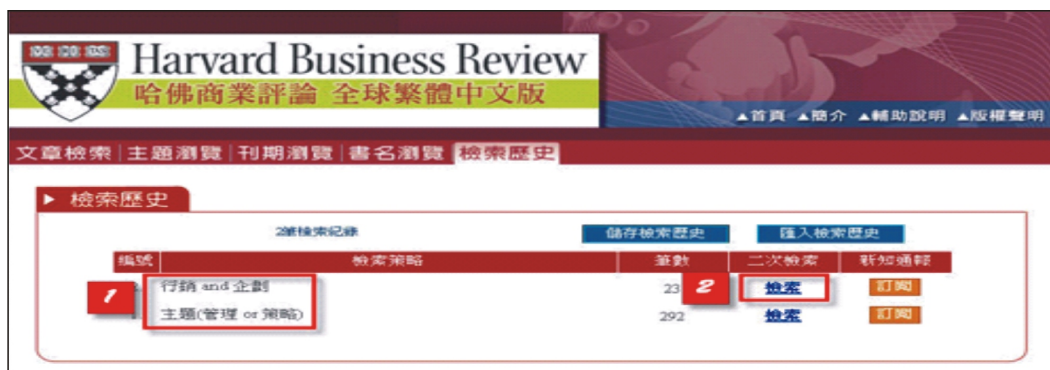 Harvard Business Review
哈佛商業評論 全球繁體中文版
▲首頁 ▲簡介 ▲輔助說明 ▲版權聲明
文章檢索|主題瀏覽|刊期瀏覽|書名瀏覽|檢索歷史
檢索歷史
2筆檢索紀錄 儲存檢索歷史 匯入檢索歷史
編號 檢索策略 筆數 二次檢索 新知通報
1 行銷 and 企劃 23 2 檢索 訂閱
主題(管理 or 策略) 292 檢索 訂閱